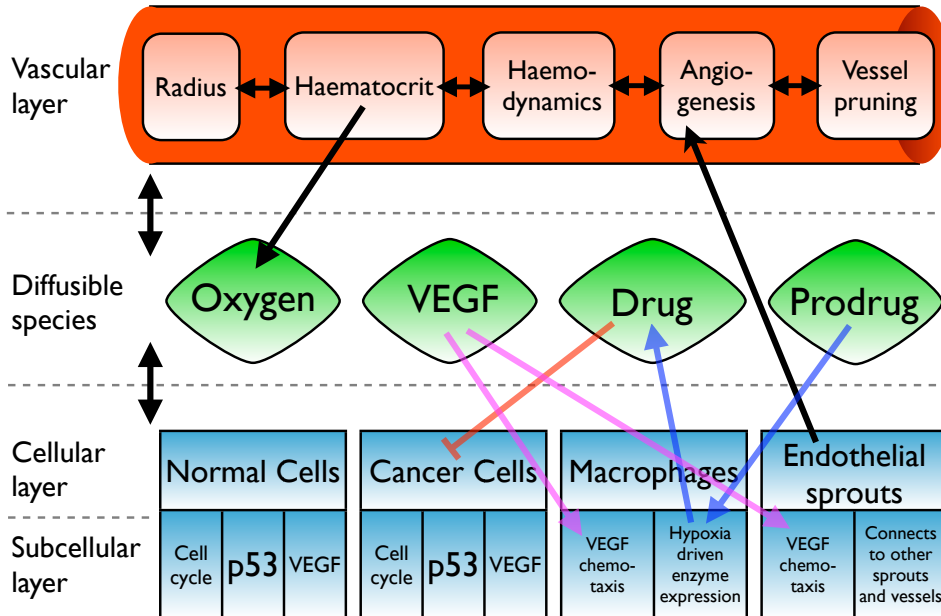 Vascular
layer
Radius
Haematocrit
Haemo-
dynamics
Angio-
genesis
Vessel
pruning
Diffusible
species
Oxygen
VEGF
Drug
Prodrug
Cellular
layer
Normal Cells
Cancer Cells
Macrophages
Endothelial
sprouts
Subcellular
layer
Cell
cycle
p53
VEGF
Cell
cycle
p53
VEGF
VEGF
chemo-
taxis
Hypoxia
driven
enzyme
expression
VEGF
chemo-
taxis
Connects
to other
sprouts
and vessels